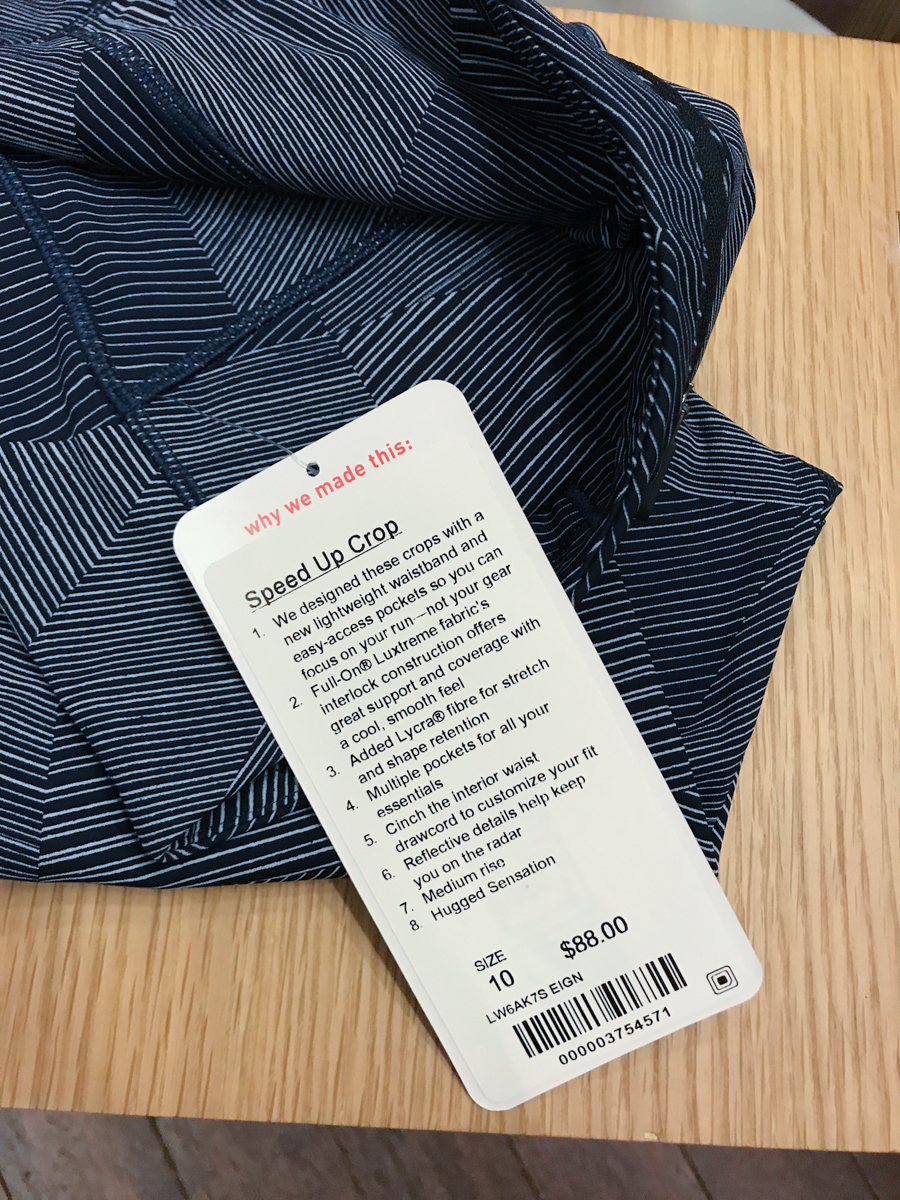 why we made this:
Speed Up Crop
1. We designed these crops with a
new lightweight waistband and
easy-access pockets so you can
focus on your run—not your gear
2. Full-On® Luxtreme fabric's
interlock construction offers
great support and coverage with
a cool, smooth feel
3. Added Lycra® fibre for stretch
and shape retention
4. Multiple pockets for all your
essentials
5. Cinch the interior waist
drawcord to customize your fit
6. Reflective details help keep
you on the radar
7. Medium rise
8. Hugged Sensation
SIZE
10 $88.00
LW6AK7S EIGN
000003754571